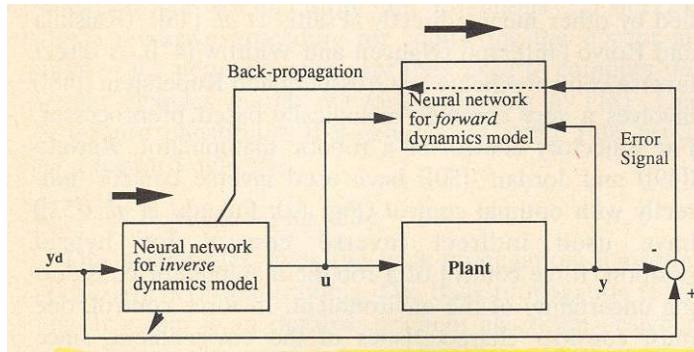 Back-propagation
Neural network
for forward
dynamics model
Error
Signal
yd
Neural network
for inverse
dynamics model
u
Plant
y
+